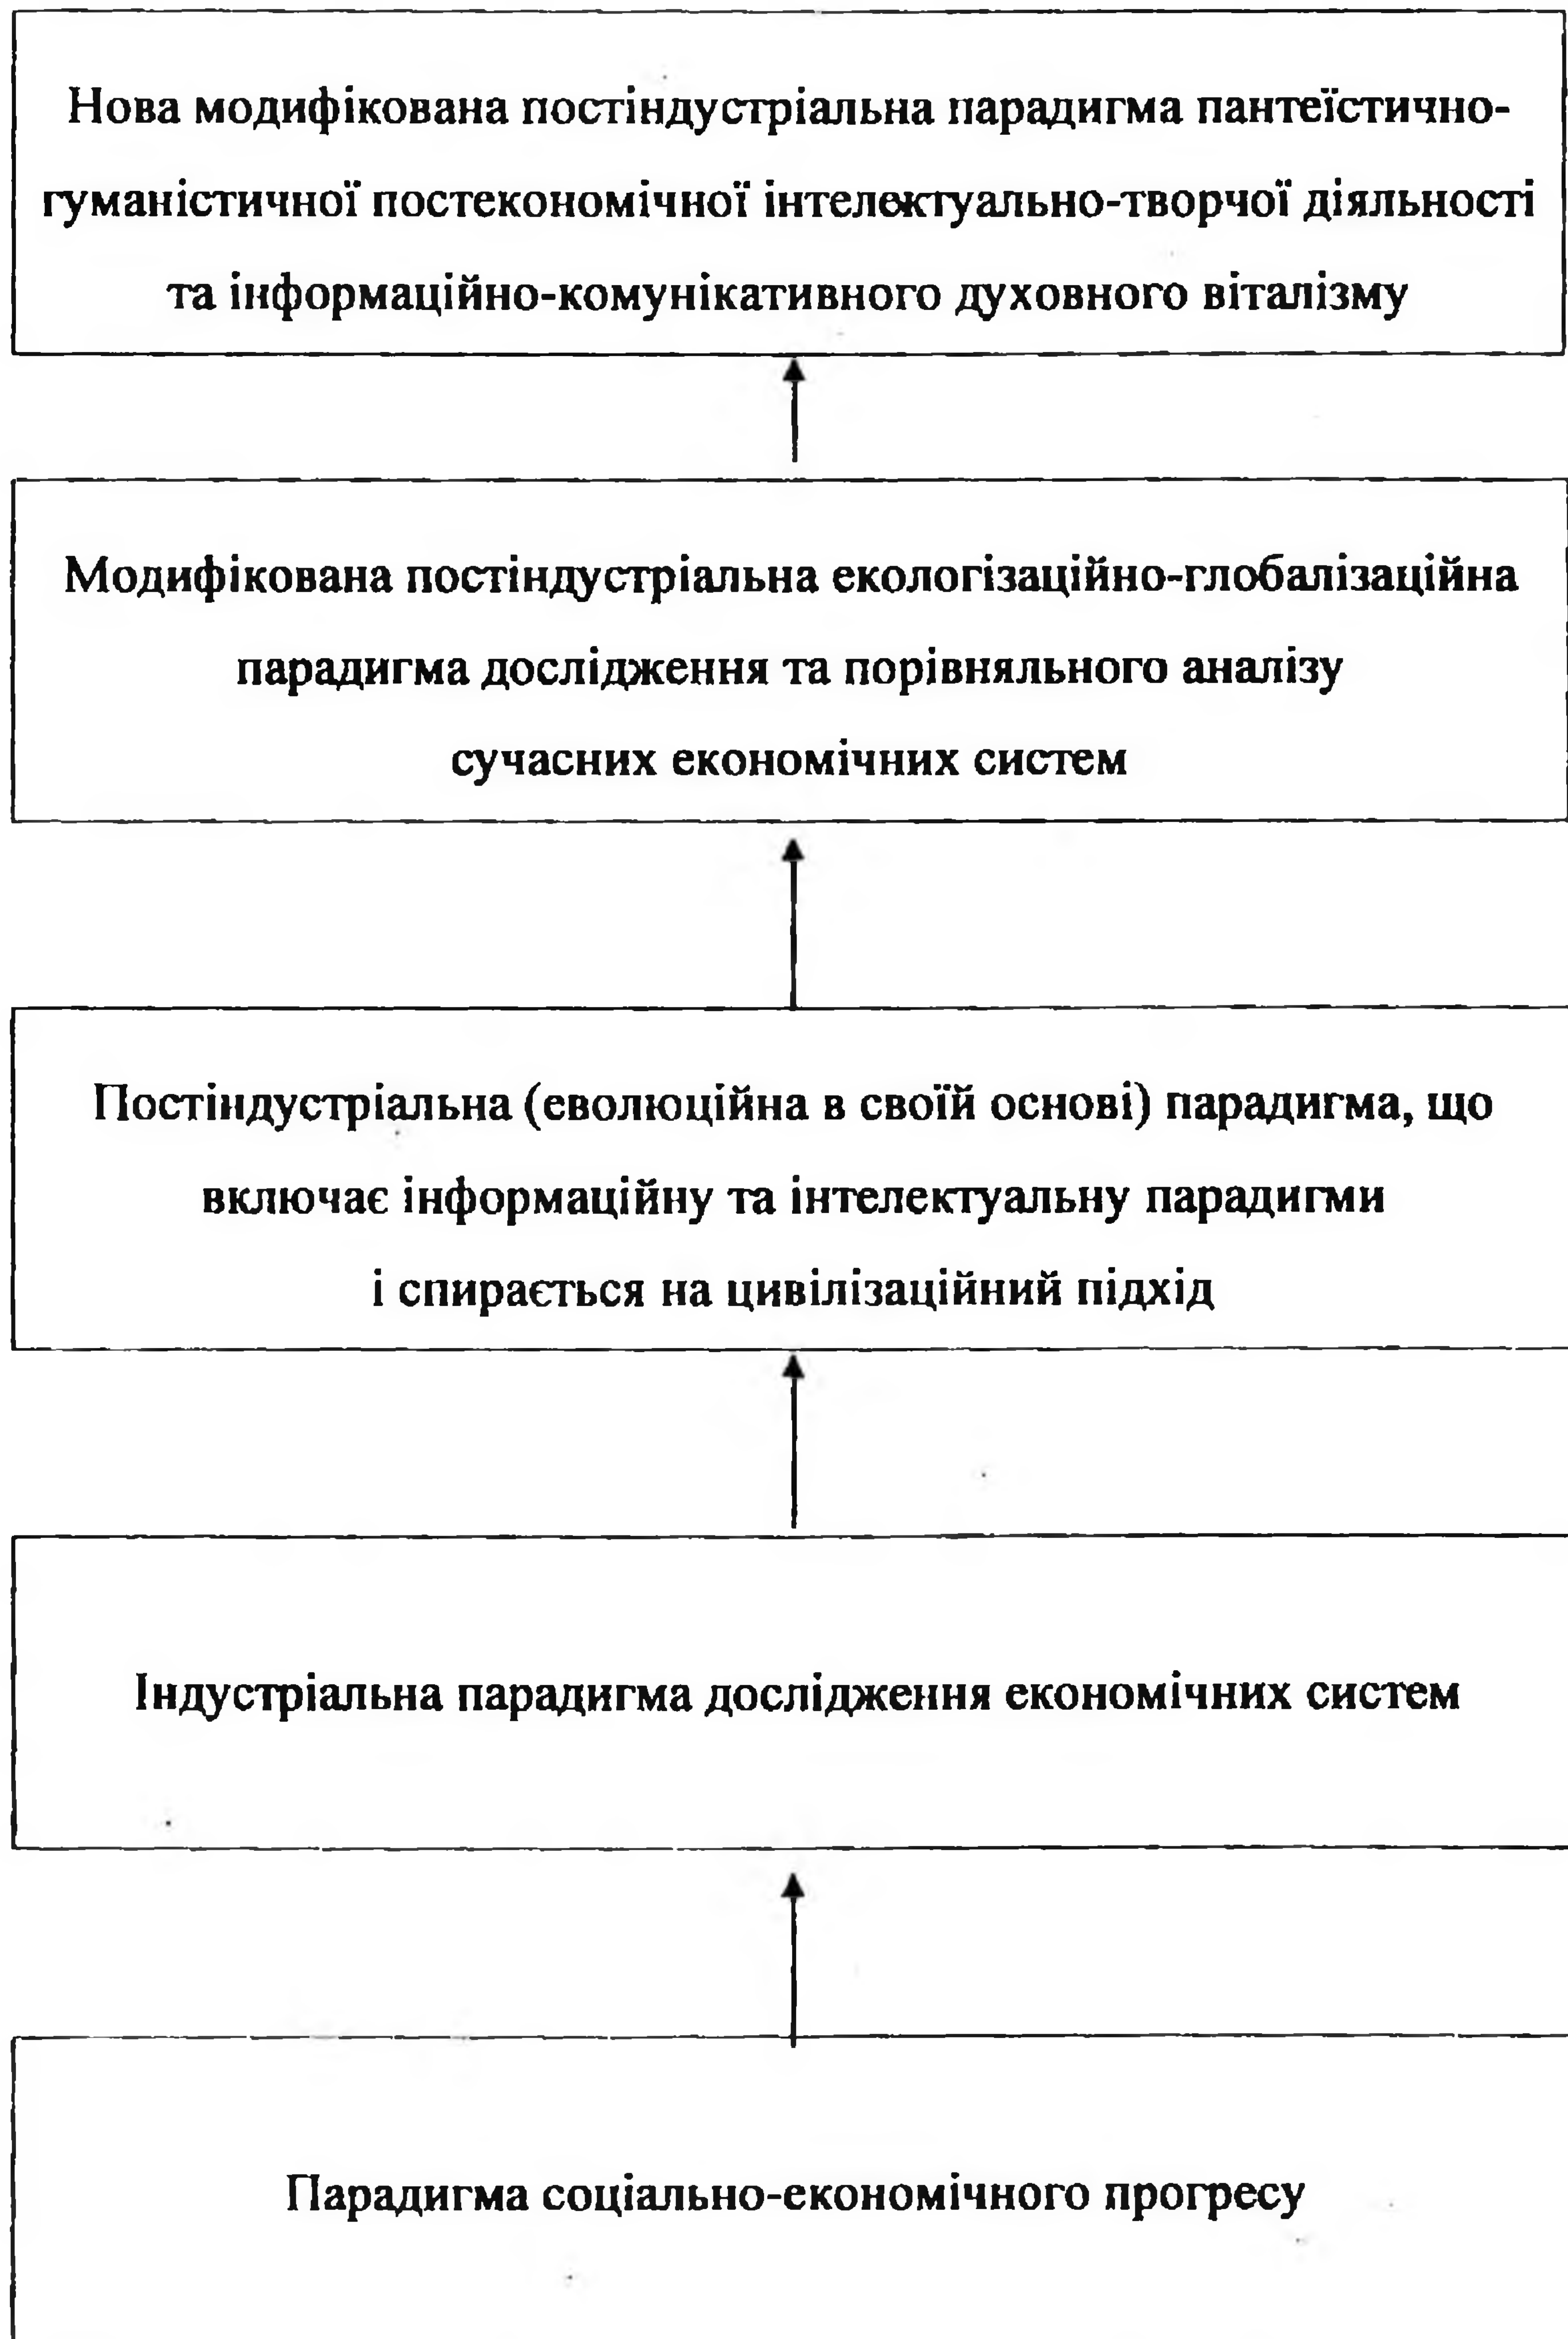 Нова модифікована постіндустріальна парадигма пантеїстично-
гуманістичної постекономічної інтелектуально-творчої діяльності
та інформаційно-комунікативного духовного віталізму
Модифікована постіндустріальна екологізаційно-глобалізаційна
парадигма дослідження та порівняльного аналізу
сучасних економічних систем
Постіндустріальна (еволюційна в своїй основі) парадигма, що
включає інформаційну та інтелектуальну парадигми
і спирається на цивілізаційний підхід
Індустріальна парадигма дослідження економічних систем
Парадигма соціально-економічного прогресу